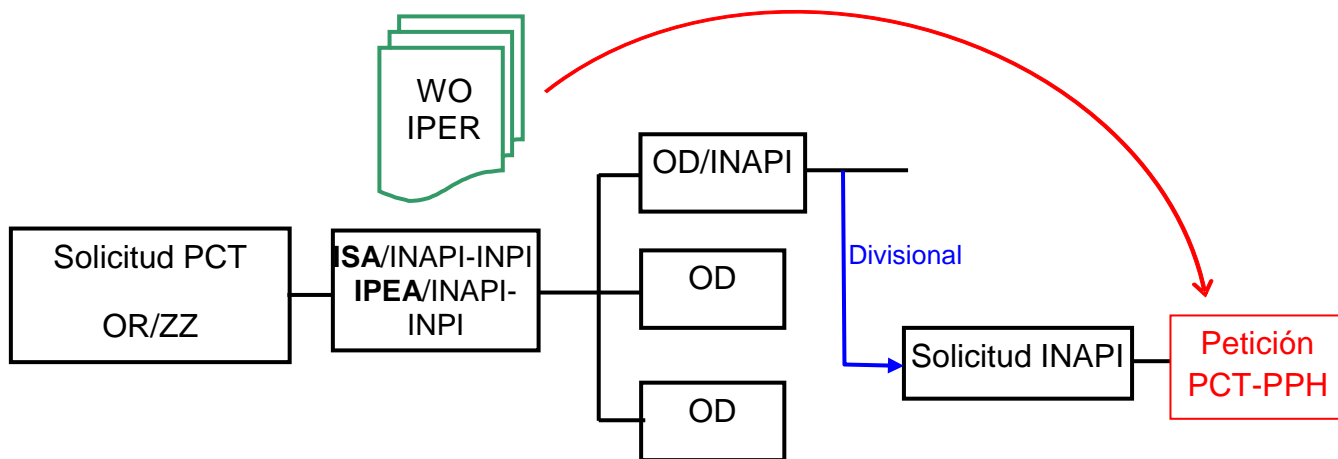 WO
IPER
OD/INAPI
Solicitud PCT
OR/ZZ
ISA/INAPI-INPI
IPEA/INAPI-
INPI
OD
Divisional
Solicitud INAPI
Petición
PCT-PPH
OD